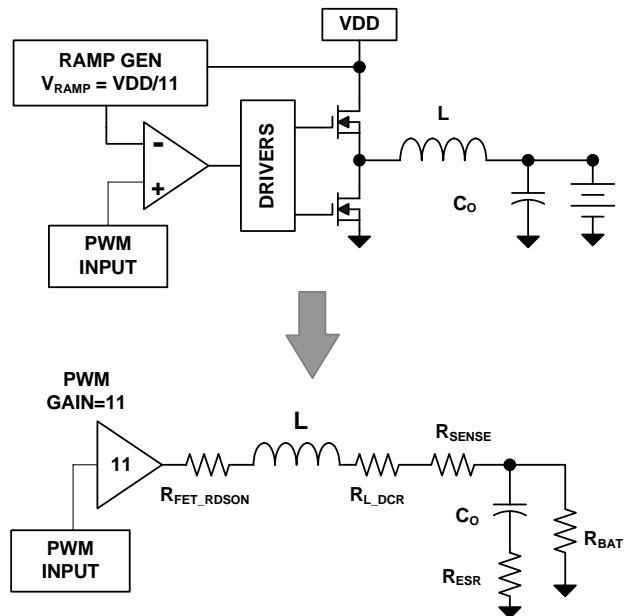 VDD
RAMP GEN
VRAMP = VDD/11
-
+
DRIVERS
L
CO
PWM
INPUT
PWM
GAIN=11
11
L
RSENSE
RFET_RDSON
RL_DCR
CO
RBAT
RESR
PWM
INPUT